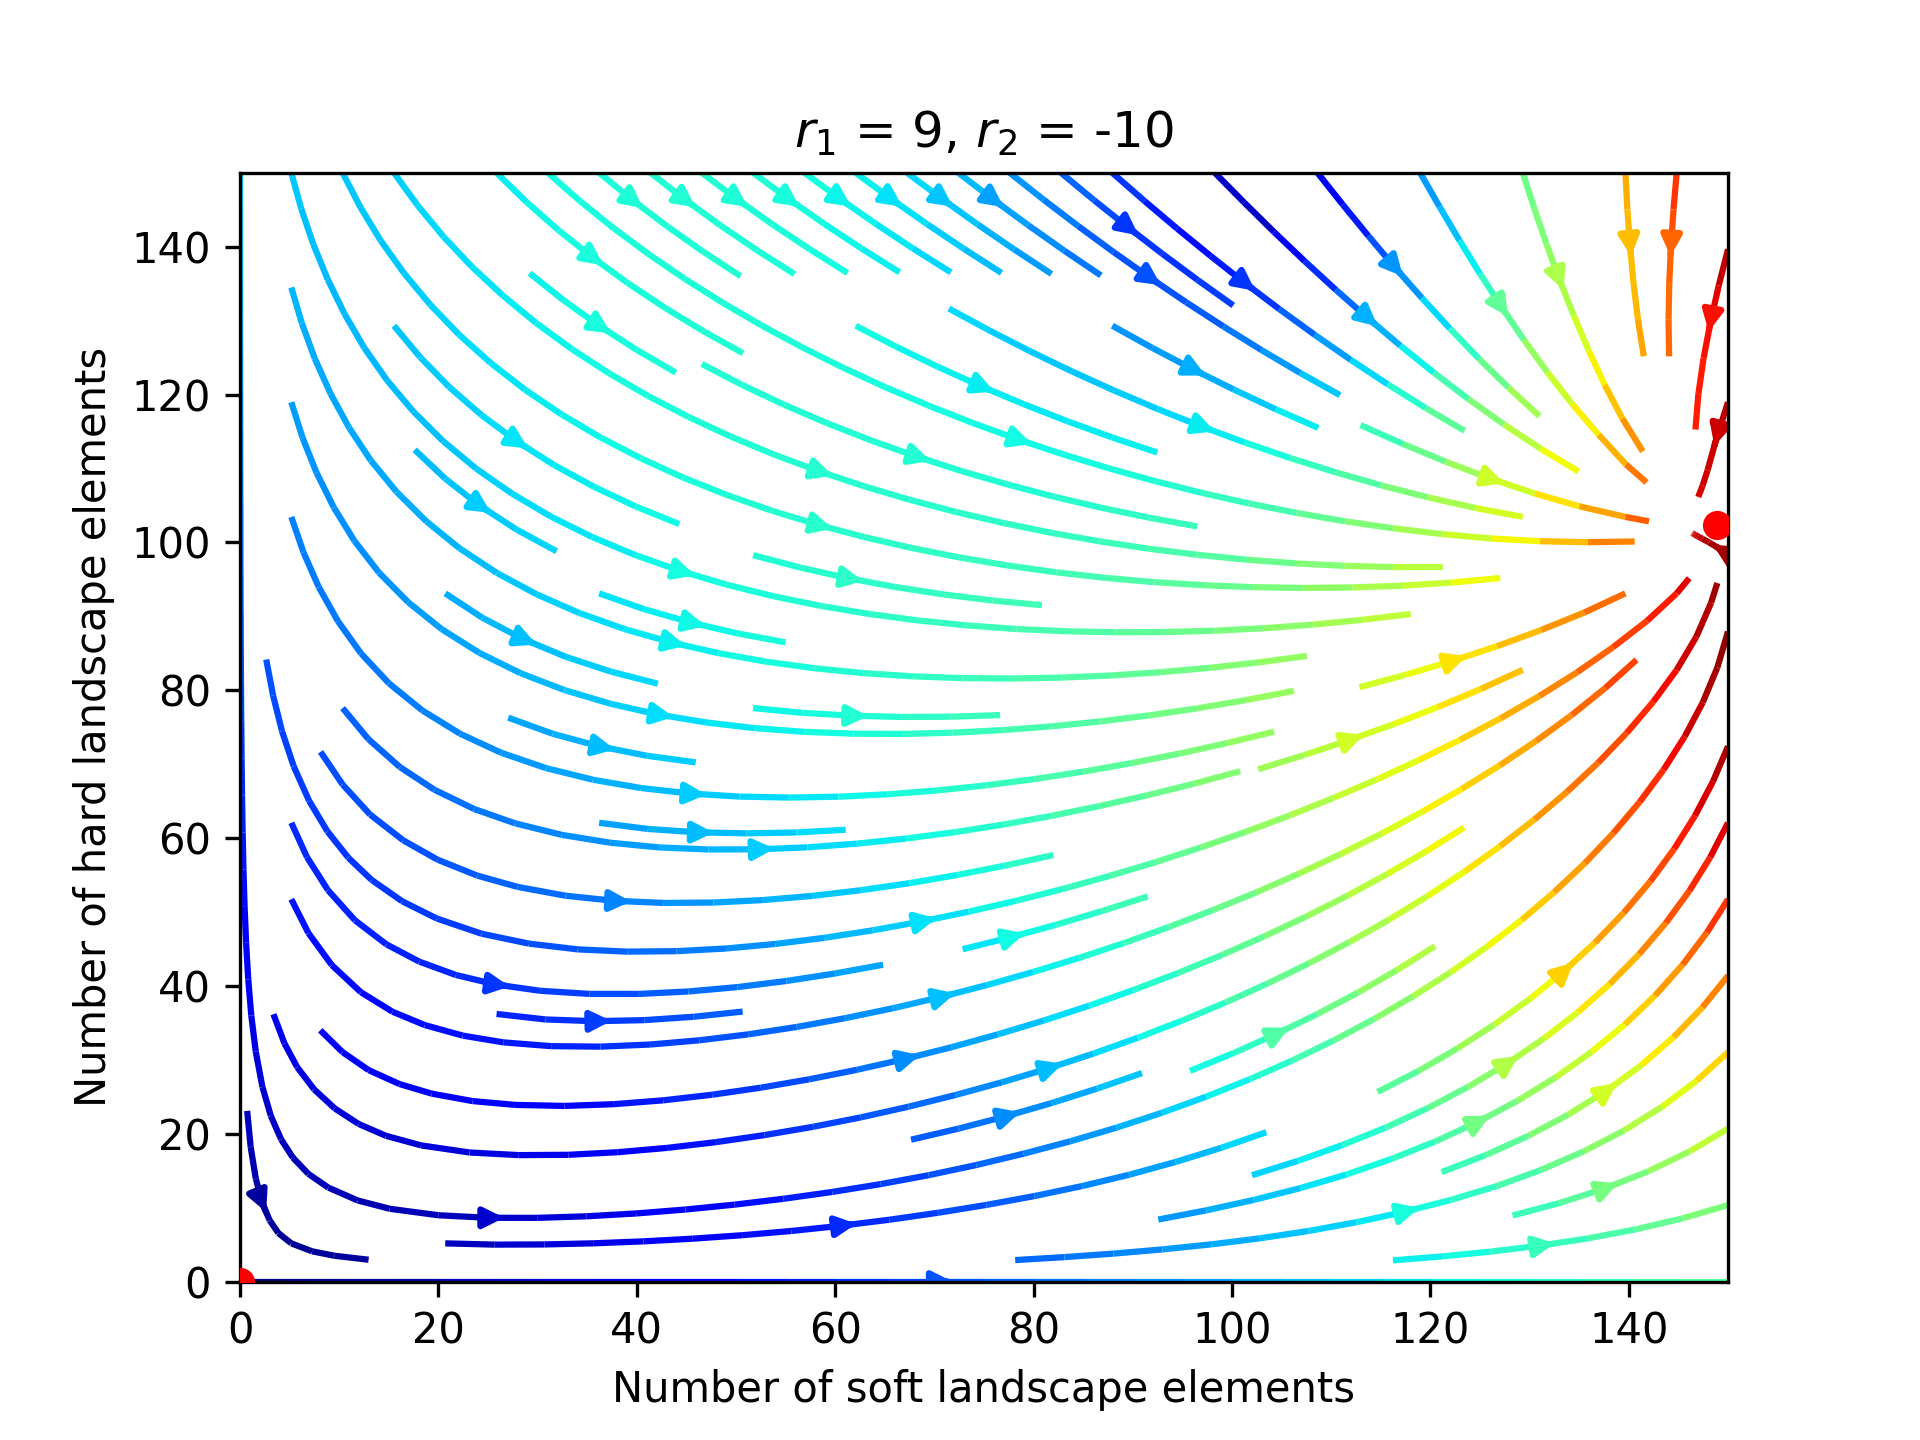 r₁ = 9, r₂ = -10
Number of hard landscape elements
140
120
100
80
60
40
20
0
0 20 40 60 80 100 120 140
Number of soft landscape elements